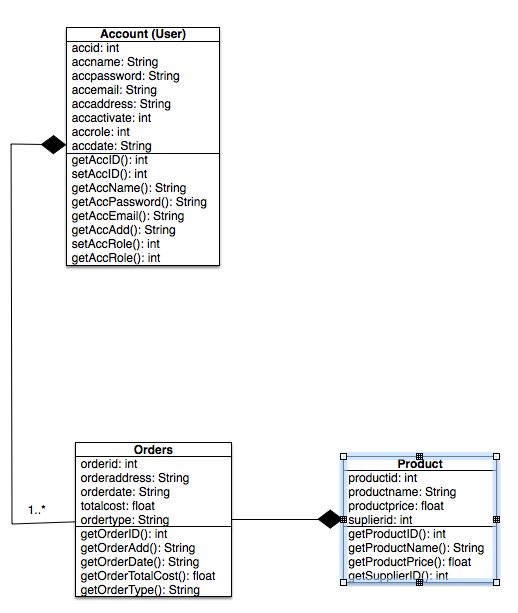 Account (User)
accid: int
accname: String
accpassword: String
accemail: String
accaddress: String
accactivate: int
accrole: int
accdate: String
getAccID(): int
setAccID(): int
getAccName(): String
getAccPassword(): String
getAccEmail(): String
getAccAdd(): String
setAccRole(): int
getAccRole(): int
1..*
Orders
orderid: int
orderaddress: String
orderdate: String
totalcost: float
ordertype: String
getOrderID(): int
getOrderAdd(): String
getOrderDate(): String
getOrderTotalCost(): float
getOrderType(): String
Product
productid: int
productname: String
productprice: float
suplierid: int
getProductID(): int
getProductName(): String
getProductPrice(): float
getSupplierID(): int